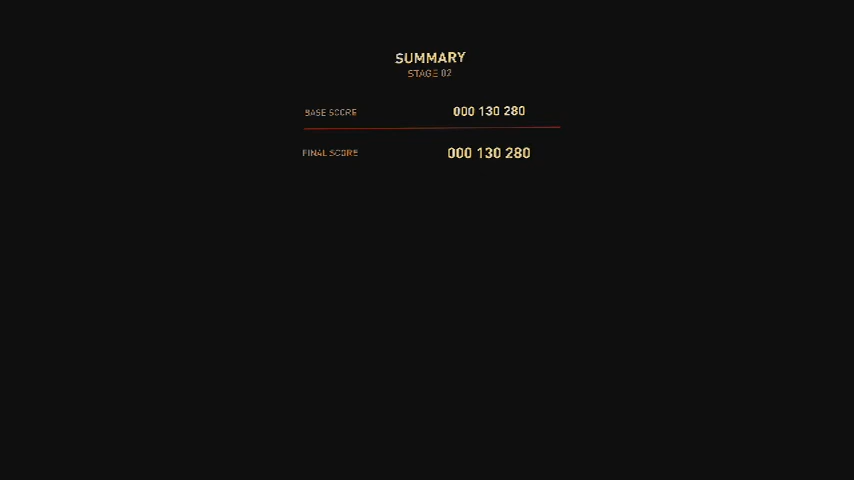 SUMMARY
STAGE 02
BASE SCORE 000 130 280
FINAL SCORE 000 130 280